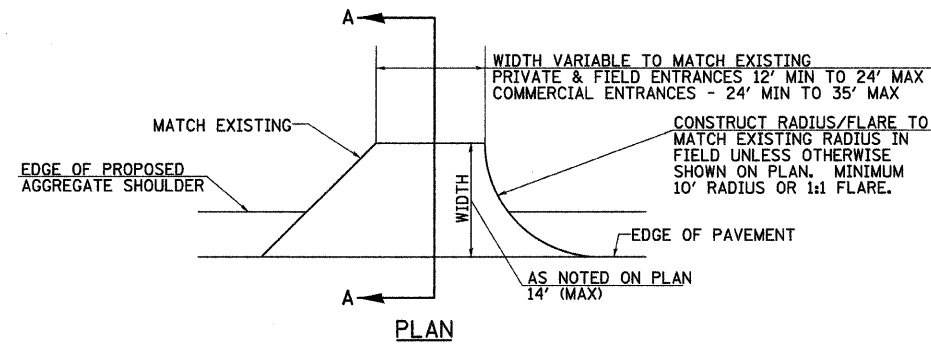 A
WIDTH VARIABLE TO MATCH EXISTING
PRIVATE & FIELD ENTRANCES 12' MIN TO 24' MAX
COMMERCIAL ENTRANCES - 24' MIN TO 35' MAX
MATCH EXISTING
CONSTRUCT RADIUS/FLARE TO
MATCH EXISTING RADIUS IN
FIELD UNLESS OTHERWISE
SHOWN ON PLAN. MINIMUM
10' RADIUS OR 1:1 FLARE.
EDGE OF PROPOSED
AGGREGATE SHOULDER
WIDTH
EDGE OF PAVEMENT
AS NOTED ON PLAN
14' (MAX)
A
PLAN